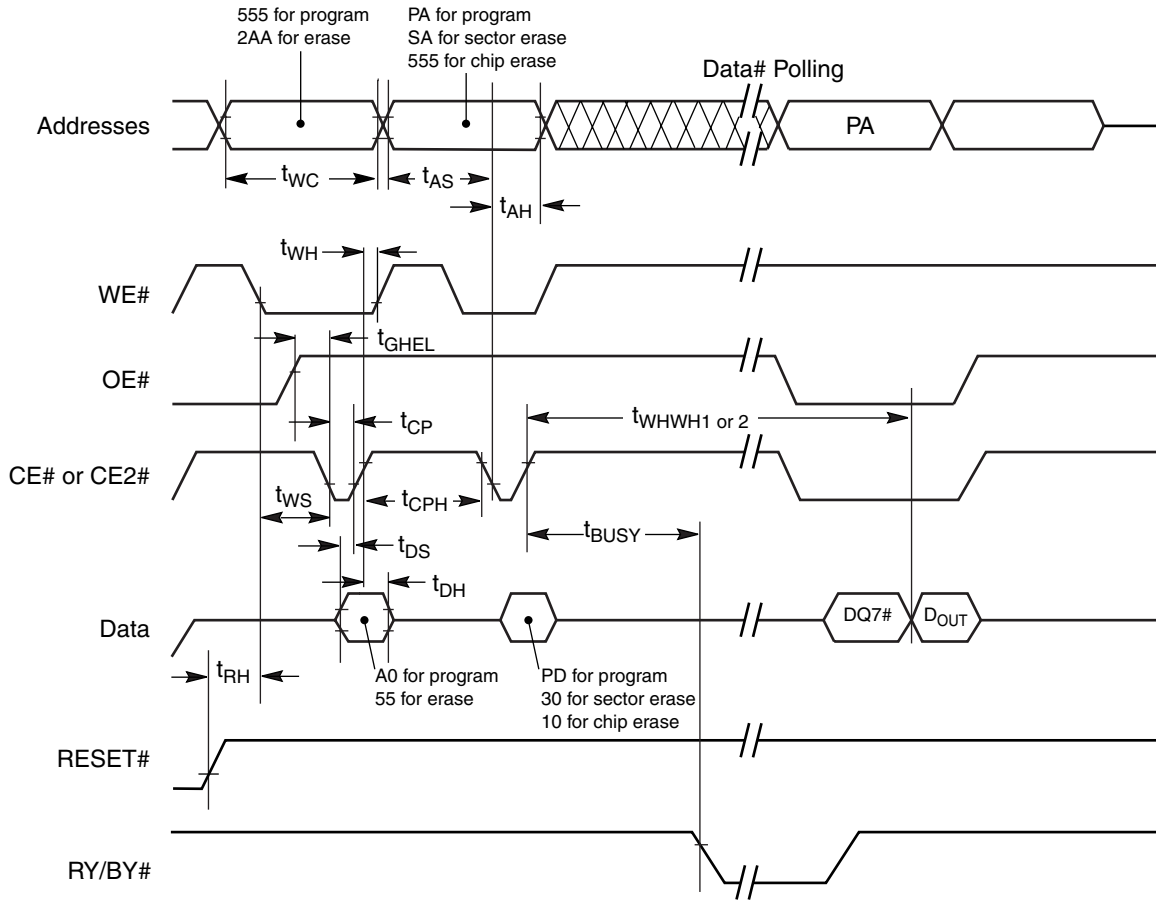 555 for program
2AA for erase
PA for program
SA for sector erase
555 for chip erase
Data# Polling
Addresses
PA
tWC
tAS
tAH
tWH
WE#
tGHEL
OE#
tWHWH1 or 2
tCP
CE# or CE2#
tWS
tCPH
tBUSY
tDS
tDH
Data
DQ7#
DOUT
tRH
A0 for program
55 for erase
PD for program
30 for sector erase
10 for chip erase
RESET#
RY/BY#